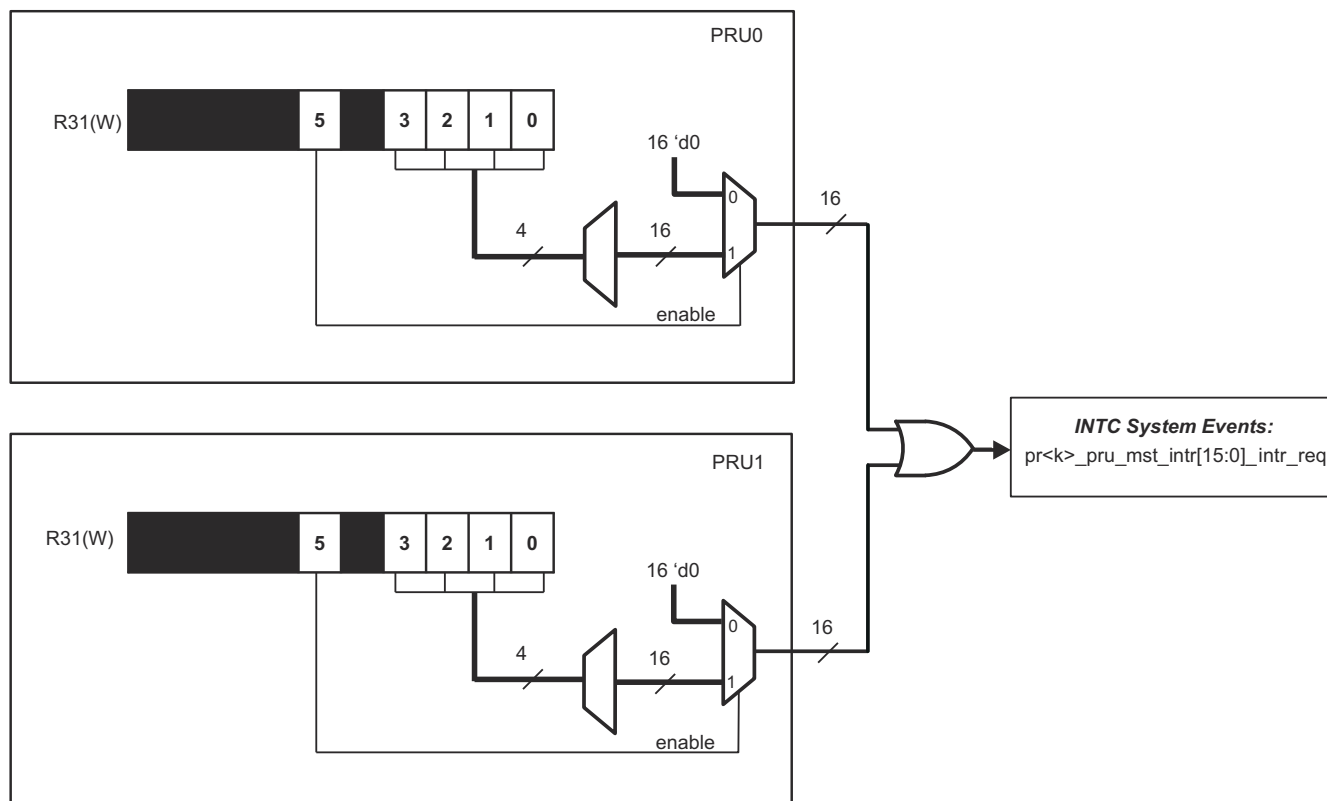 PRU0
R31(W)
5 3 2 1 0
16 ‘d0
0
16
4
16
1
enable
INTC System Events:
pr<k>_pru_mst_intr[15:0]_intr_req
PRU1
R31(W)
5 3 2 1 0
16 ‘d0
0
16
4
16
1
enable